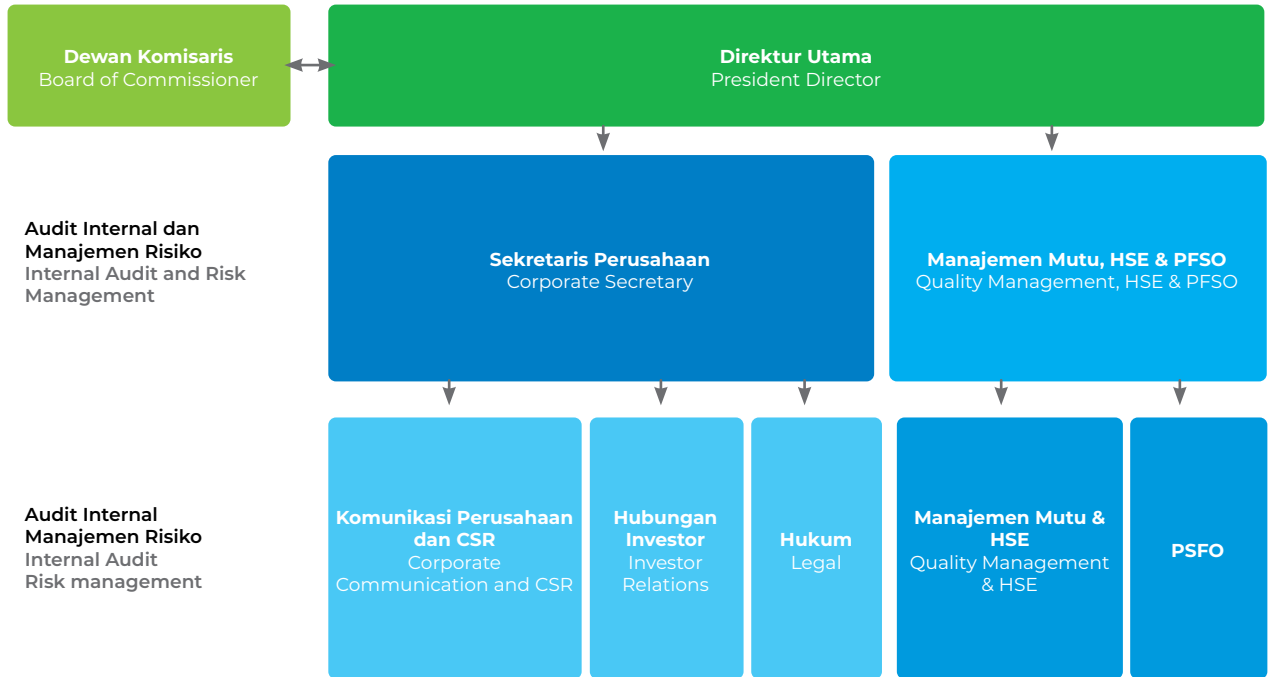 Dewan Komisaris
Board of Commissioner
Direktur Utama
President Director
Audit Internal dan
Manajemen Risiko
Internal Audit and Risk
Management
Sekretaris Perusahaan
Corporate Secretary
Manajemen Mutu, HSE & PFSO
Quality Management, HSE & PFSO
Audit Internal
Manajemen Risiko
Internal Audit
Risk management
Komunikasi Perusahaan
dan CSR
Corporate
Communication and CSR
Hubungan
Investor
Investor
Relations
Hukum
Legal
Manajemen Mutu &
HSE
Quality Management
& HSE
PSFO